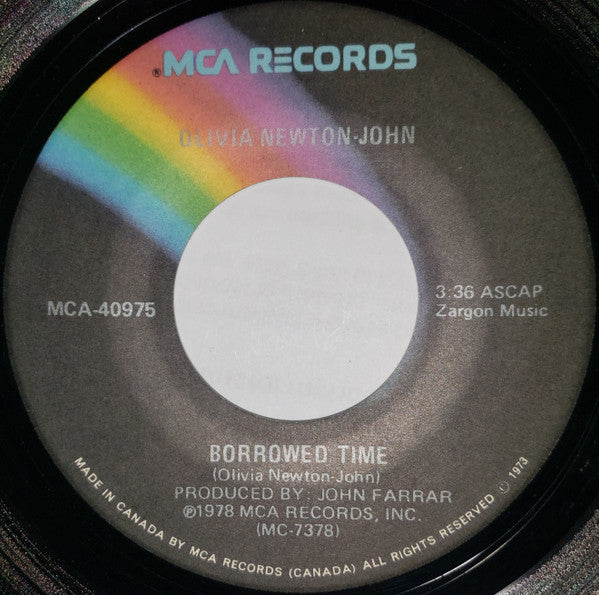 ®MCA RECORDS
OLIVIA NEWTON-JOHN
MCA-40975
3:36 ASCAP
Zargon Music
BORROWED TIME
(Olivia Newton-John)
PRODUCED BY: JOHN FARRAR
℗1978 MCA RECORDS, INC.
(MC-7378)
MADE IN CANADA BY MCA RECORDS (CANADA) ALL RIGHTS RESERVED © 1973